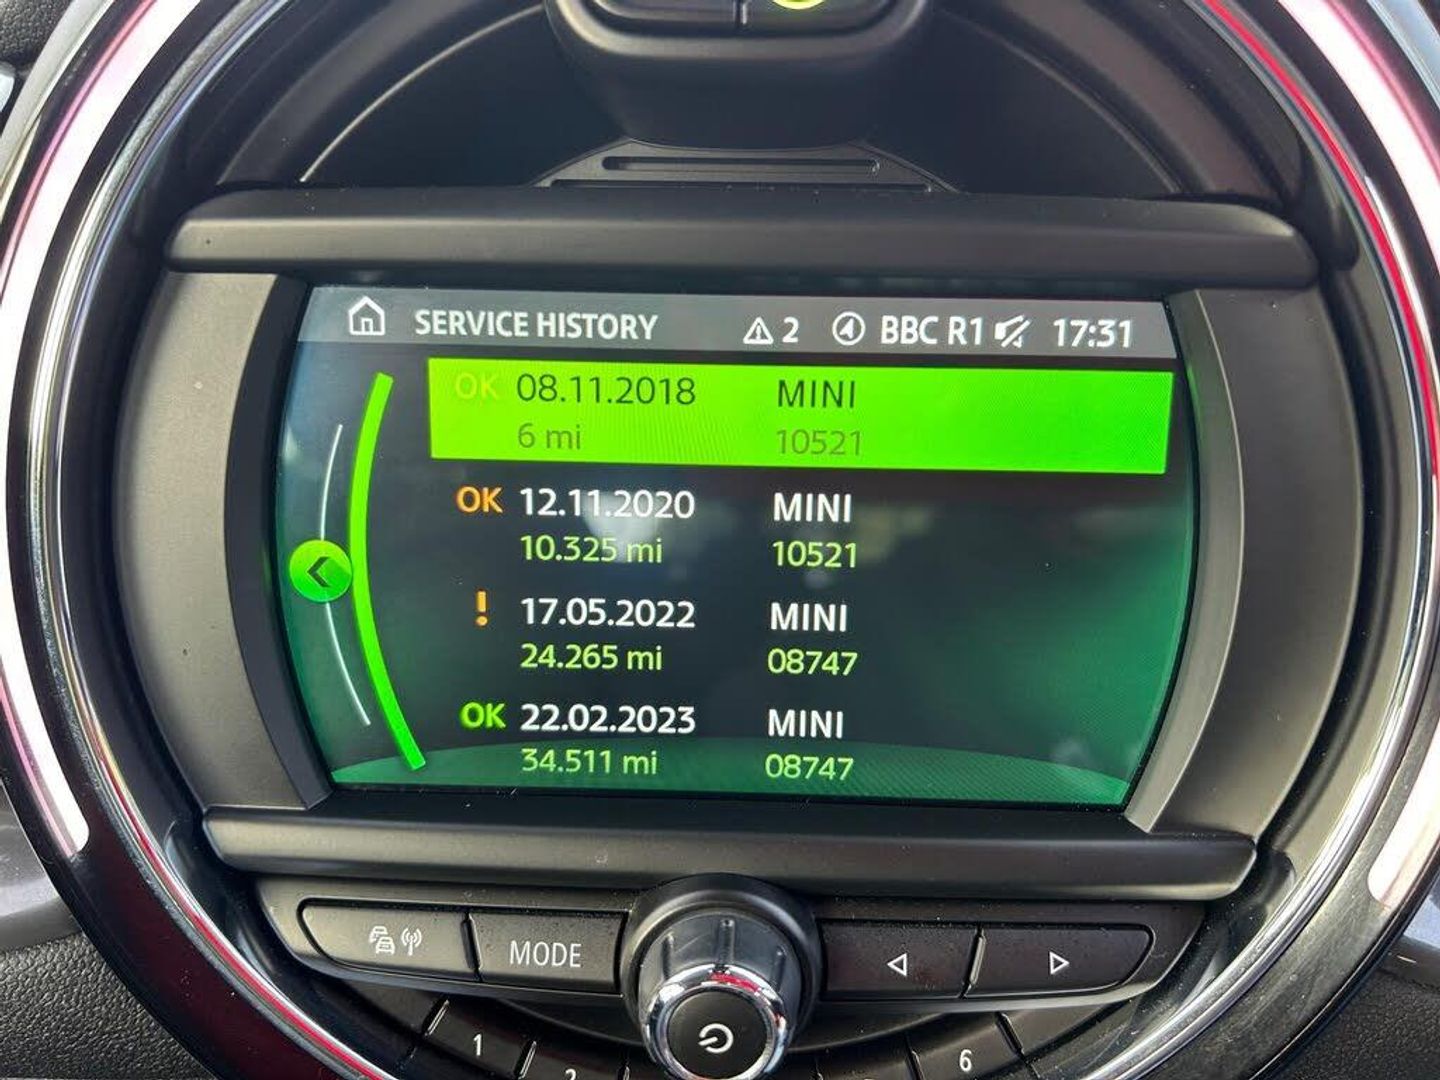 SERVICE HISTORY 2 BBC R1 17:31
OK 08.11.2018 MINI
6 mi 10521
OK 12.11.2020 MINI
10.325 mi 10521
! 17.05.2022 MINI
24.265 mi 08747
OK 22.02.2023 MINI
34.511 mi 08747
MODE
1 2 6